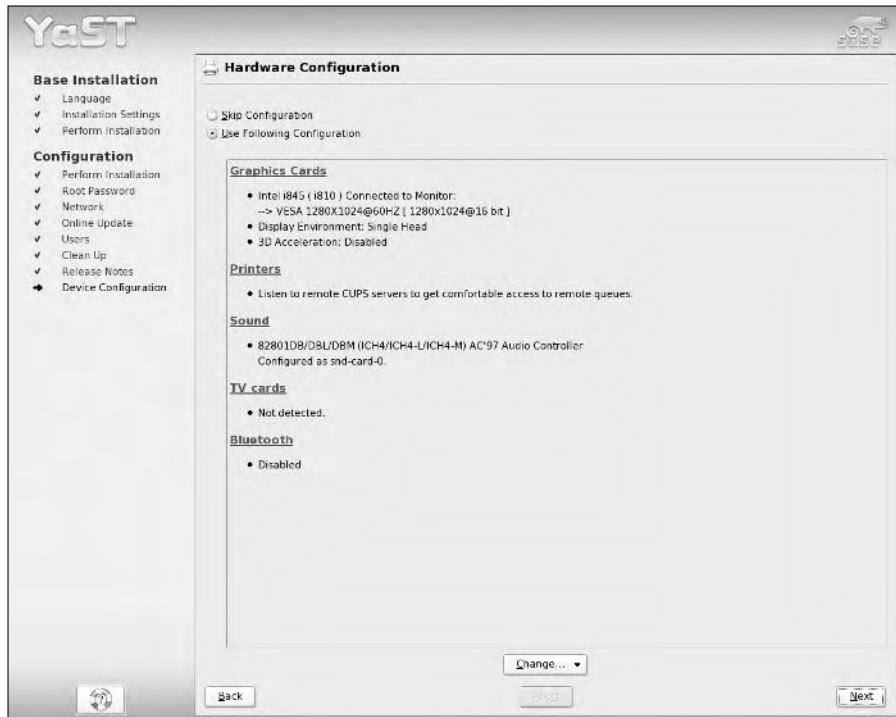 YaST
SUSE
Base Installation
✔ Language
✔ Installation Settings
✔ Perform Installation
Configuration
✔ Perform Installation
✔ Root Password
✔ Network
✔ Online Update
✔ Users
✔ Clean Up
✔ Release Notes
➔ Device Configuration
Hardware Configuration
Skip Configuration
Use Following Configuration
Graphics Cards
• Intel i845 ( i810 ) Connected to Monitor:
--> VESA 1280X1024@60HZ [ 1280x1024@16 bit ]
• Display Environment: Single Head
• 3D Acceleration: Disabled
Printers
• Listen to remote CUPS servers to get comfortable access to remote queues.
Sound
• 82801DB/DBL/DBM (ICH4/ICH4-L/ICH4-M) AC'97 Audio Controller
Configured as snd-card-0.
TV cards
• Not detected.
Bluetooth
• Disabled
Change...
Back
Abort
Next